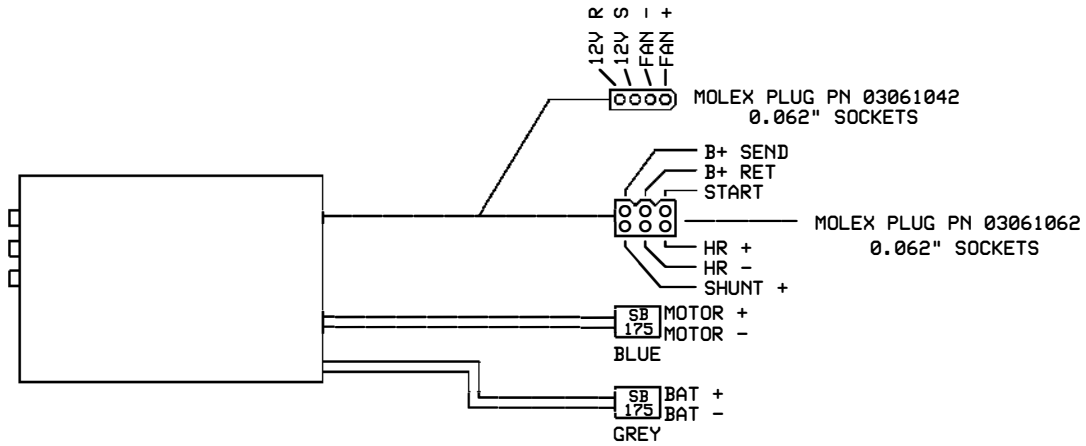 12V R
12V S
FAN -
FAN +
MOLEX PLUG PN 03061042
0.062" SOCKETS
B+ SEND
B+ RET
START
MOLEX PLUG PN 03061062
0.062" SOCKETS
HR +
HR -
SHUNT +
SB
175
MOTOR +
MOTOR -
BLUE
SB
175
BAT +
BAT -
GREY